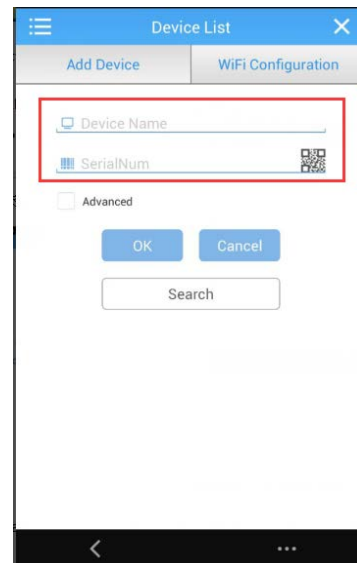 Device List
Add Device
WiFi Configuration
Device Name
SerialNum
Advanced
OK
Cancel
Search